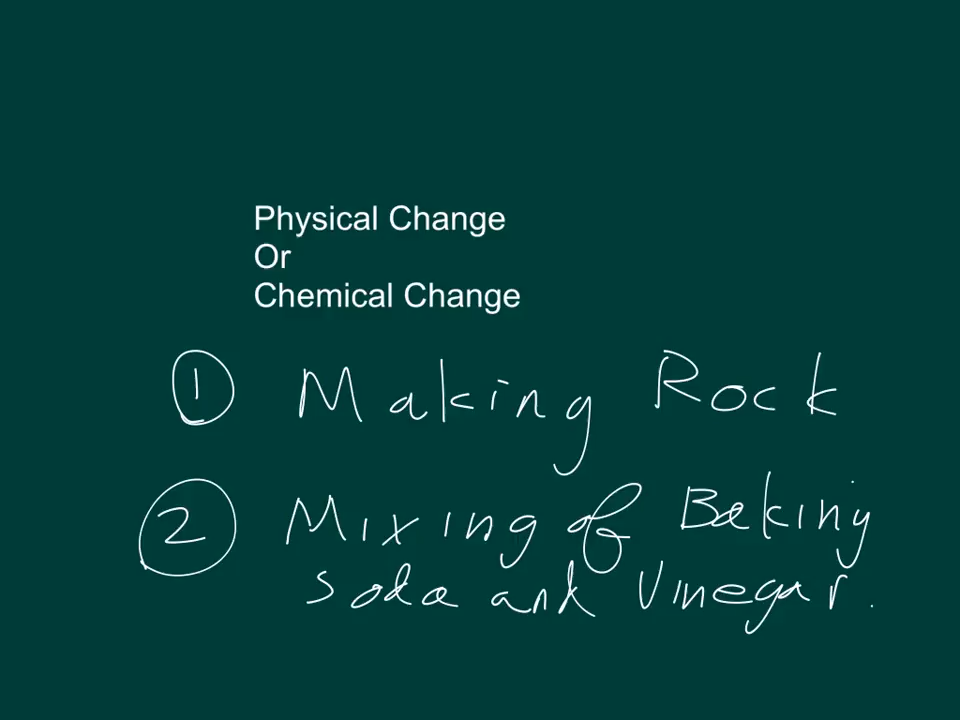 Physical Change
Or
Chemical Change
1 Making Rock
2 Mixing of Baking
soda and Vinegar.